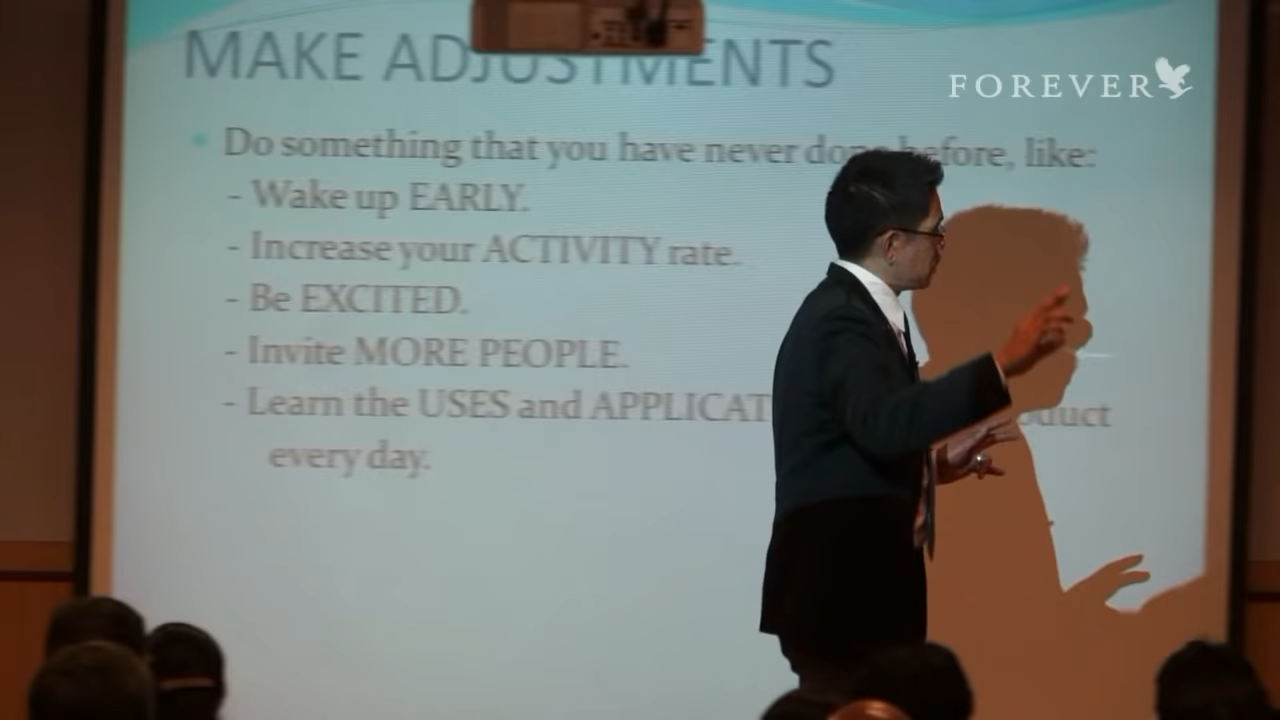 MAKE ADJUSTMENTS
FOREVER
Do something that you have never done before, like:
- Wake up EARLY.
- Increase your ACTIVITY rate.
- Be EXCITED.
- Invite MORE PEOPLE.
- Learn the USES and
every day.